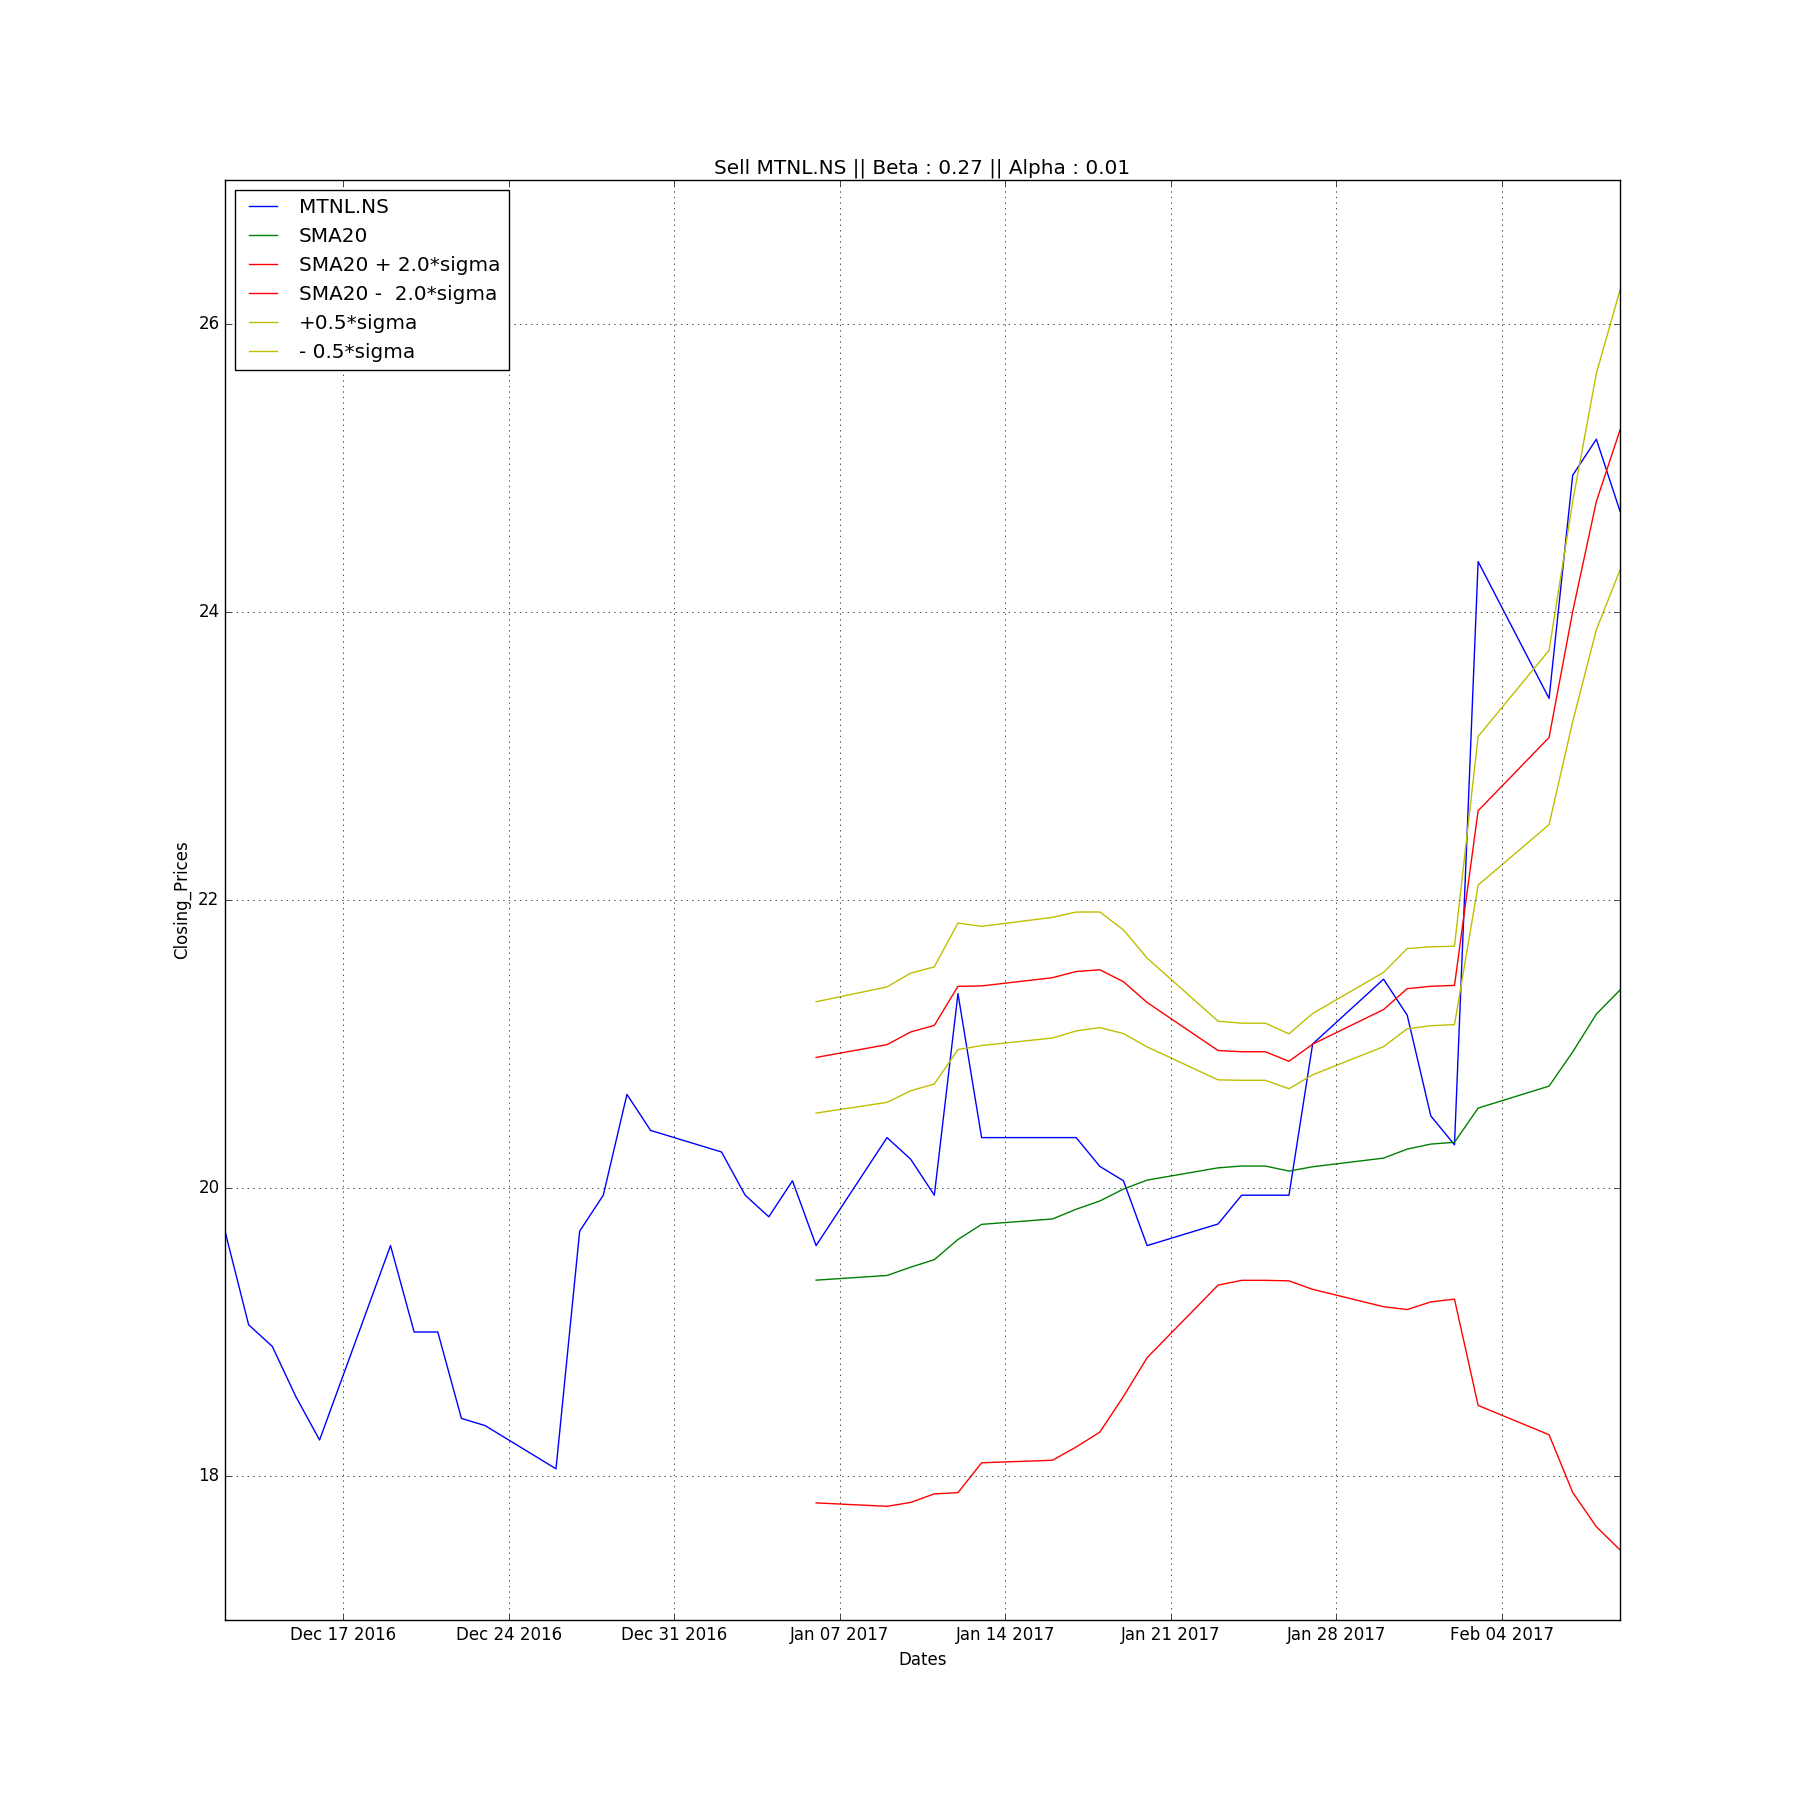 Sell MTNL.NS || Beta : 0.27 || Alpha : 0.01
MTNL.NS
SMA20
SMA20 + 2.0*sigma
SMA20 -  2.0*sigma
+0.5*sigma
- 0.5*sigma
26
24
22
20
18
Closing_Prices
Dec 17 2016
Dec 24 2016
Dec 31 2016
Jan 07 2017
Jan 14 2017
Jan 21 2017
Jan 28 2017
Feb 04 2017
Dates